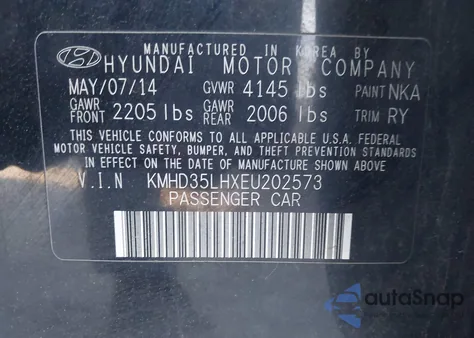 MANUFACTURED IN KOREA BY
HYUNDAI MOTOR COMPANY
MAY/07/14 GVWR 4145 lbs PAINT NKA
GAWR FRONT 2205 lbs GAWR REAR 2006 lbs TRIM RY
THIS VEHICLE CONFORMS TO ALL APPLICABLE U.S.A. FEDERAL
MOTOR VEHICLE SAFETY, BUMPER, AND THEFT PREVENTION STANDARDS
IN EFFECT ON THE DATE OF MANUFACTURE SHOWN ABOVE.
V.I.N KMHD35LHXEU202573
PASSENGER CAR
autoSnap